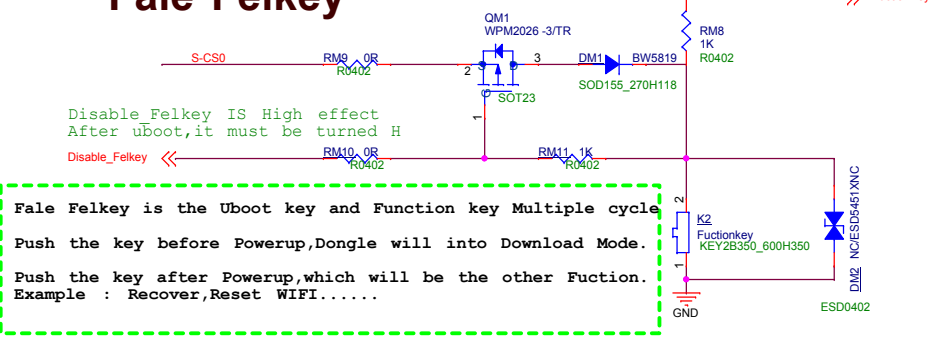 Fale Felkey
QM1
WPM2026 -3/TR
RM8
1K
R0402
S-CS0
RM9 0R
R0402
2
3
DM1
BW5819
SOD155_270H118
S
D
G
SOT23
1
Disable_Felkey IS High effect
After uboot,it must be turned H
Disable_Felkey
RM10 0R
R0402
RM11 1K
R0402
Fale Felkey is the Uboot key and Function key Multiple cycle
Push the key before Powerup,Dongle will into Download Mode.
Push the key after Powerup,which will be the other Fuction.
Example : Recover,Reset WIFI......
2
K2
Fuctionkey
KEY2B350_600H350
1
GND
DM2 NC/ESD5451XNC
ESD0402